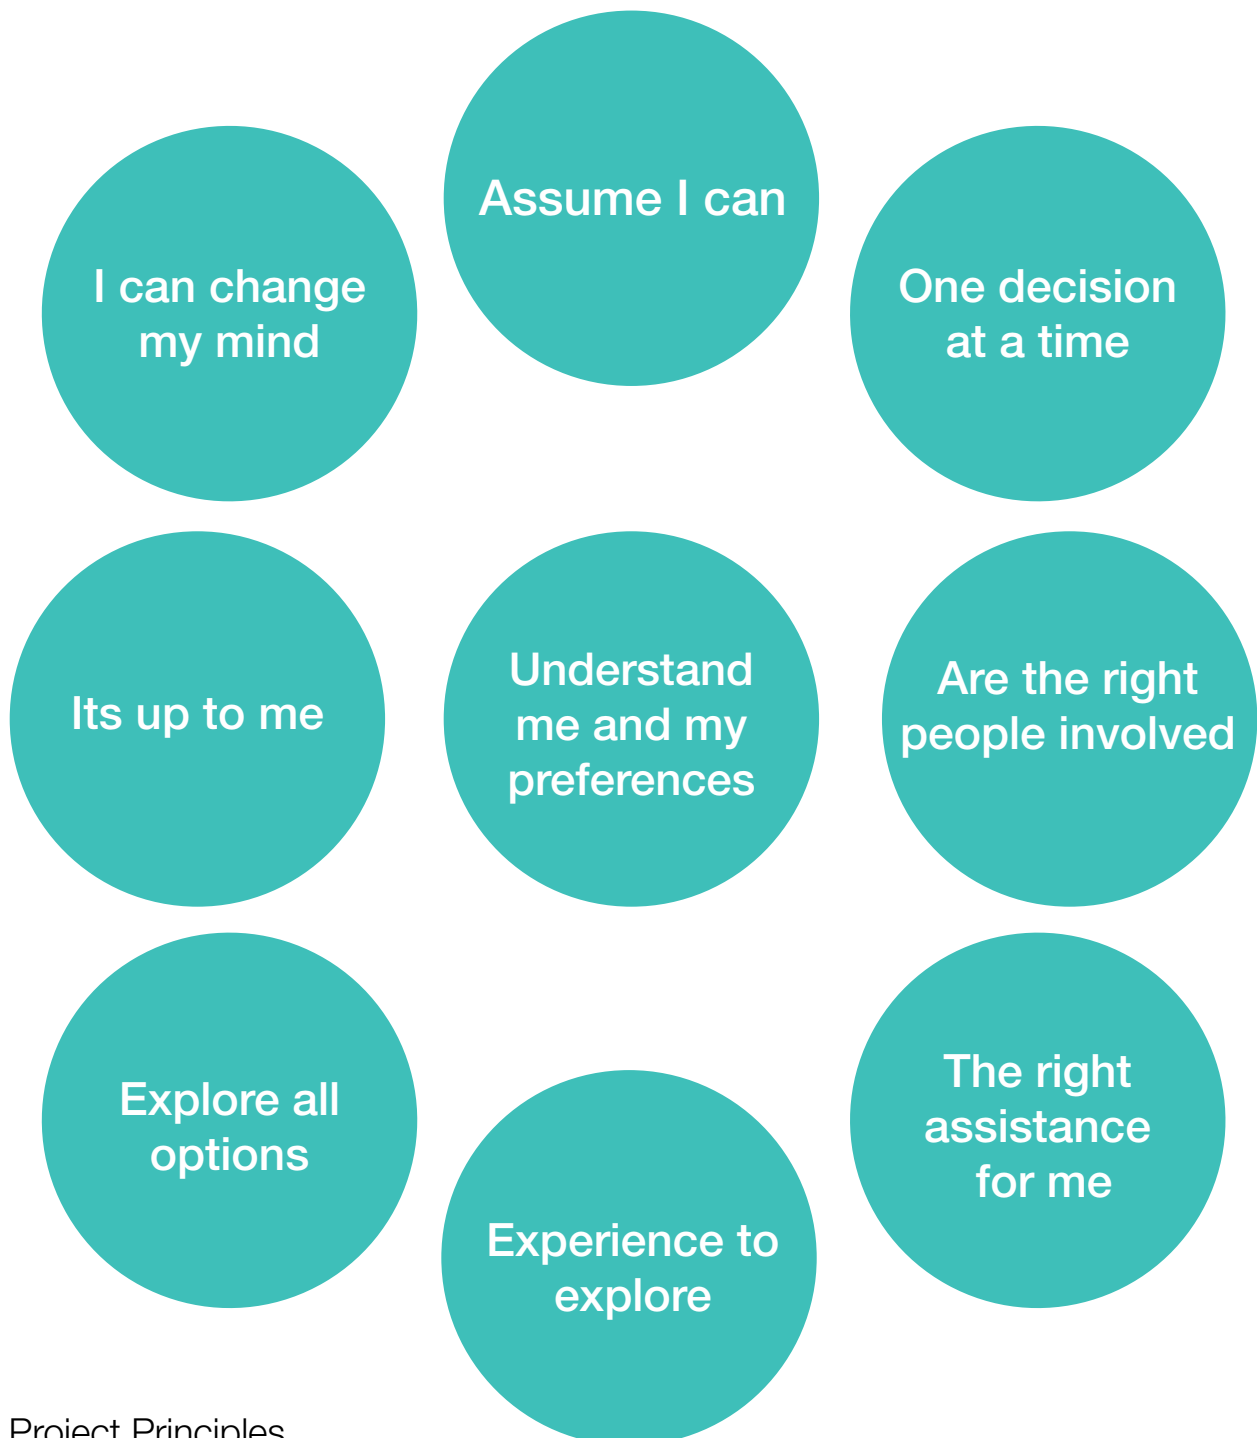 Assume I can
I can change
my mind
One decision
at a time
Its up to me
Understand
me and my
preferences
Are the right
people involved
Explore all
options
The right
assistance
for me
Experience to
explore
Project Principles